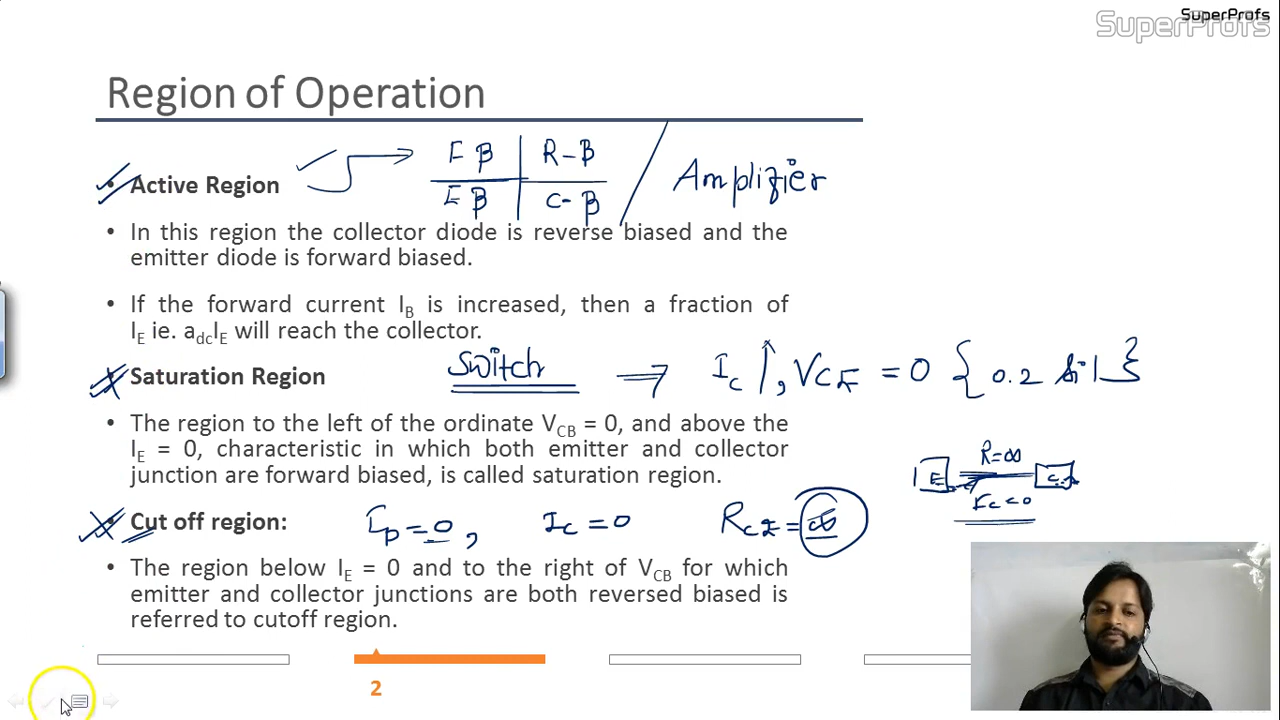 SuperProfs
SuperProfs
Region of Operation
F B R-B
• Active Region
E B C-B
Amplifier
• In this region the collector diode is reverse biased and the
emitter diode is forward biased.
• If the forward current IB is increased, then a fraction of
IE ie. adcIE will reach the collector.
• Saturation Region
Switch → Ic↑, VCE = 0 { 0.2 }
• The region to the left of the ordinate VCB = 0, and above the
IE = 0, characteristic in which both emitter and collector
junction are forward biased, is called saturation region.
R=∞
E C
Ic=0
• Cut off region:
=0, Ic=0 RCE=∞
• The region below IE = 0 and to the right of VCB for which
emitter and collector junctions are both reversed biased is
referred to cutoff region.
2